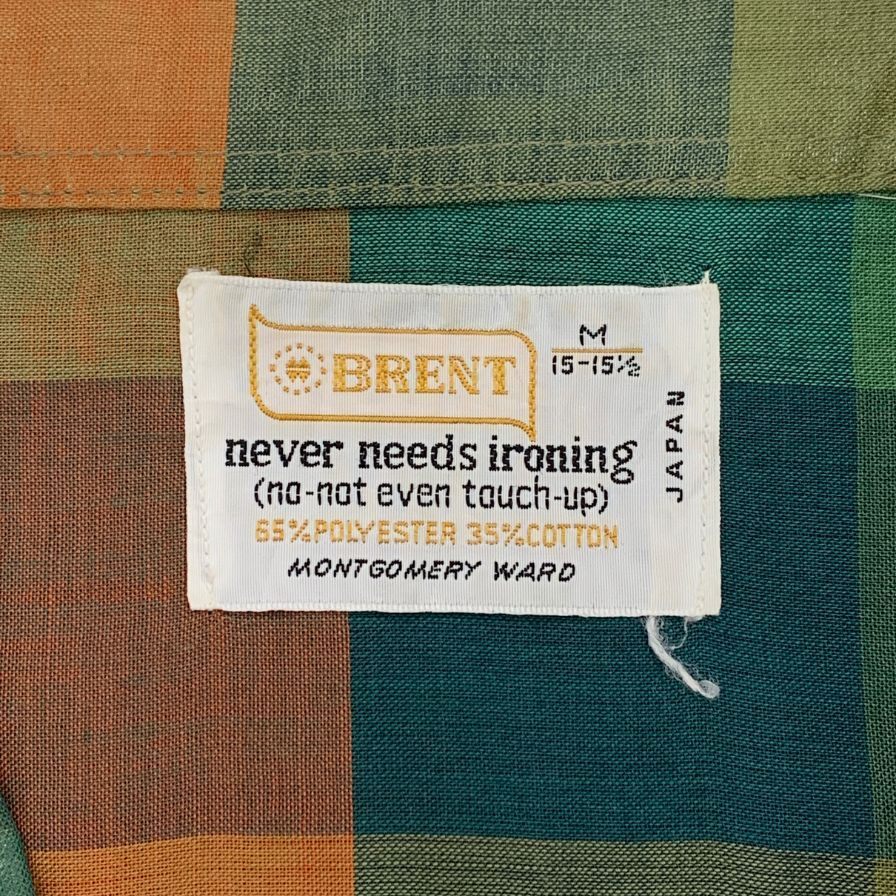 BRENT
M
15-15½
never needs ironing
(no-not even touch-up)
65% POLYESTER 35% COTTON
MONTGOMERY WARD
JAPAN